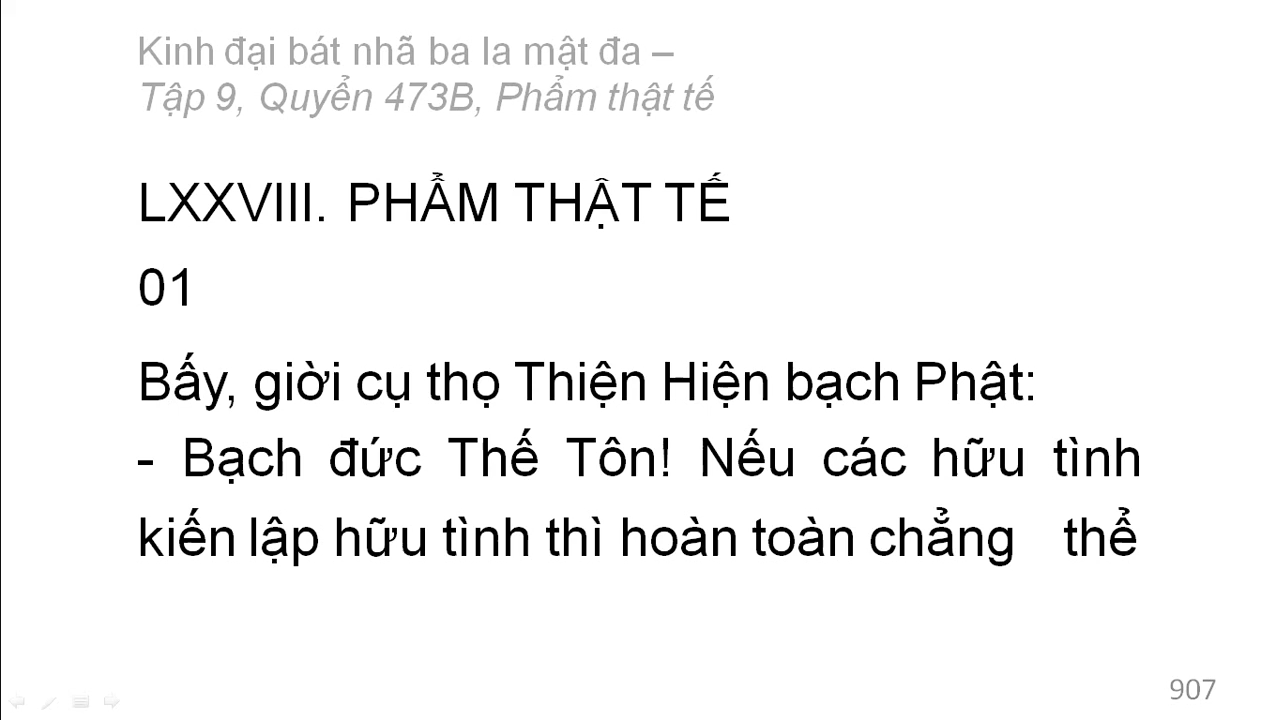 Kinh đại bát nhã ba la mật đa –
Tập 9, Quyển 473B, Phẩm thật tế
LXXVIII. PHẨM THẬT TẾ
01
Bấy, giời cụ thọ Thiện Hiện bạch Phật:
- Bạch đức Thế Tôn! Nếu các hữu tình
kiến lập hữu tình thì hoàn toàn chẳng thể
907